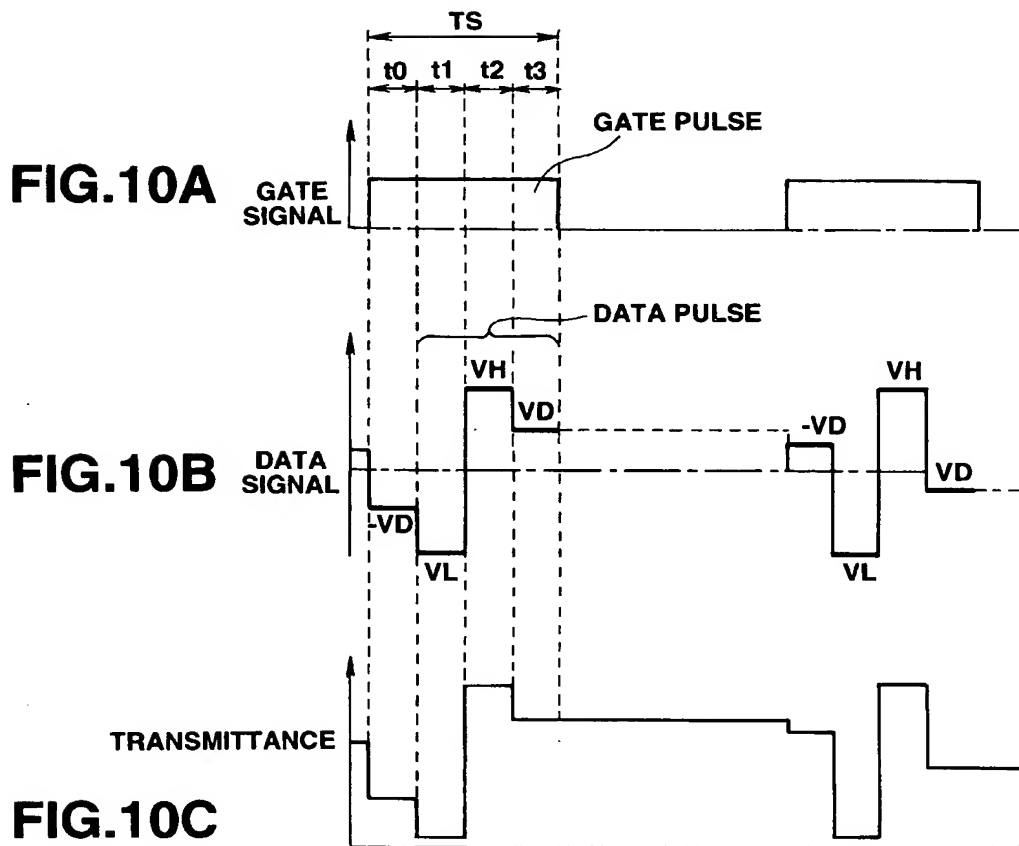 TS
t0 t1 t2 t3
GATE PULSE
FIG.10A
GATE
SIGNAL
DATA PULSE
VH VH
VD -VD
FIG.10B
DATA
SIGNAL
VD
-VD
VL VL
TRANSMITTANCE
FIG.10C